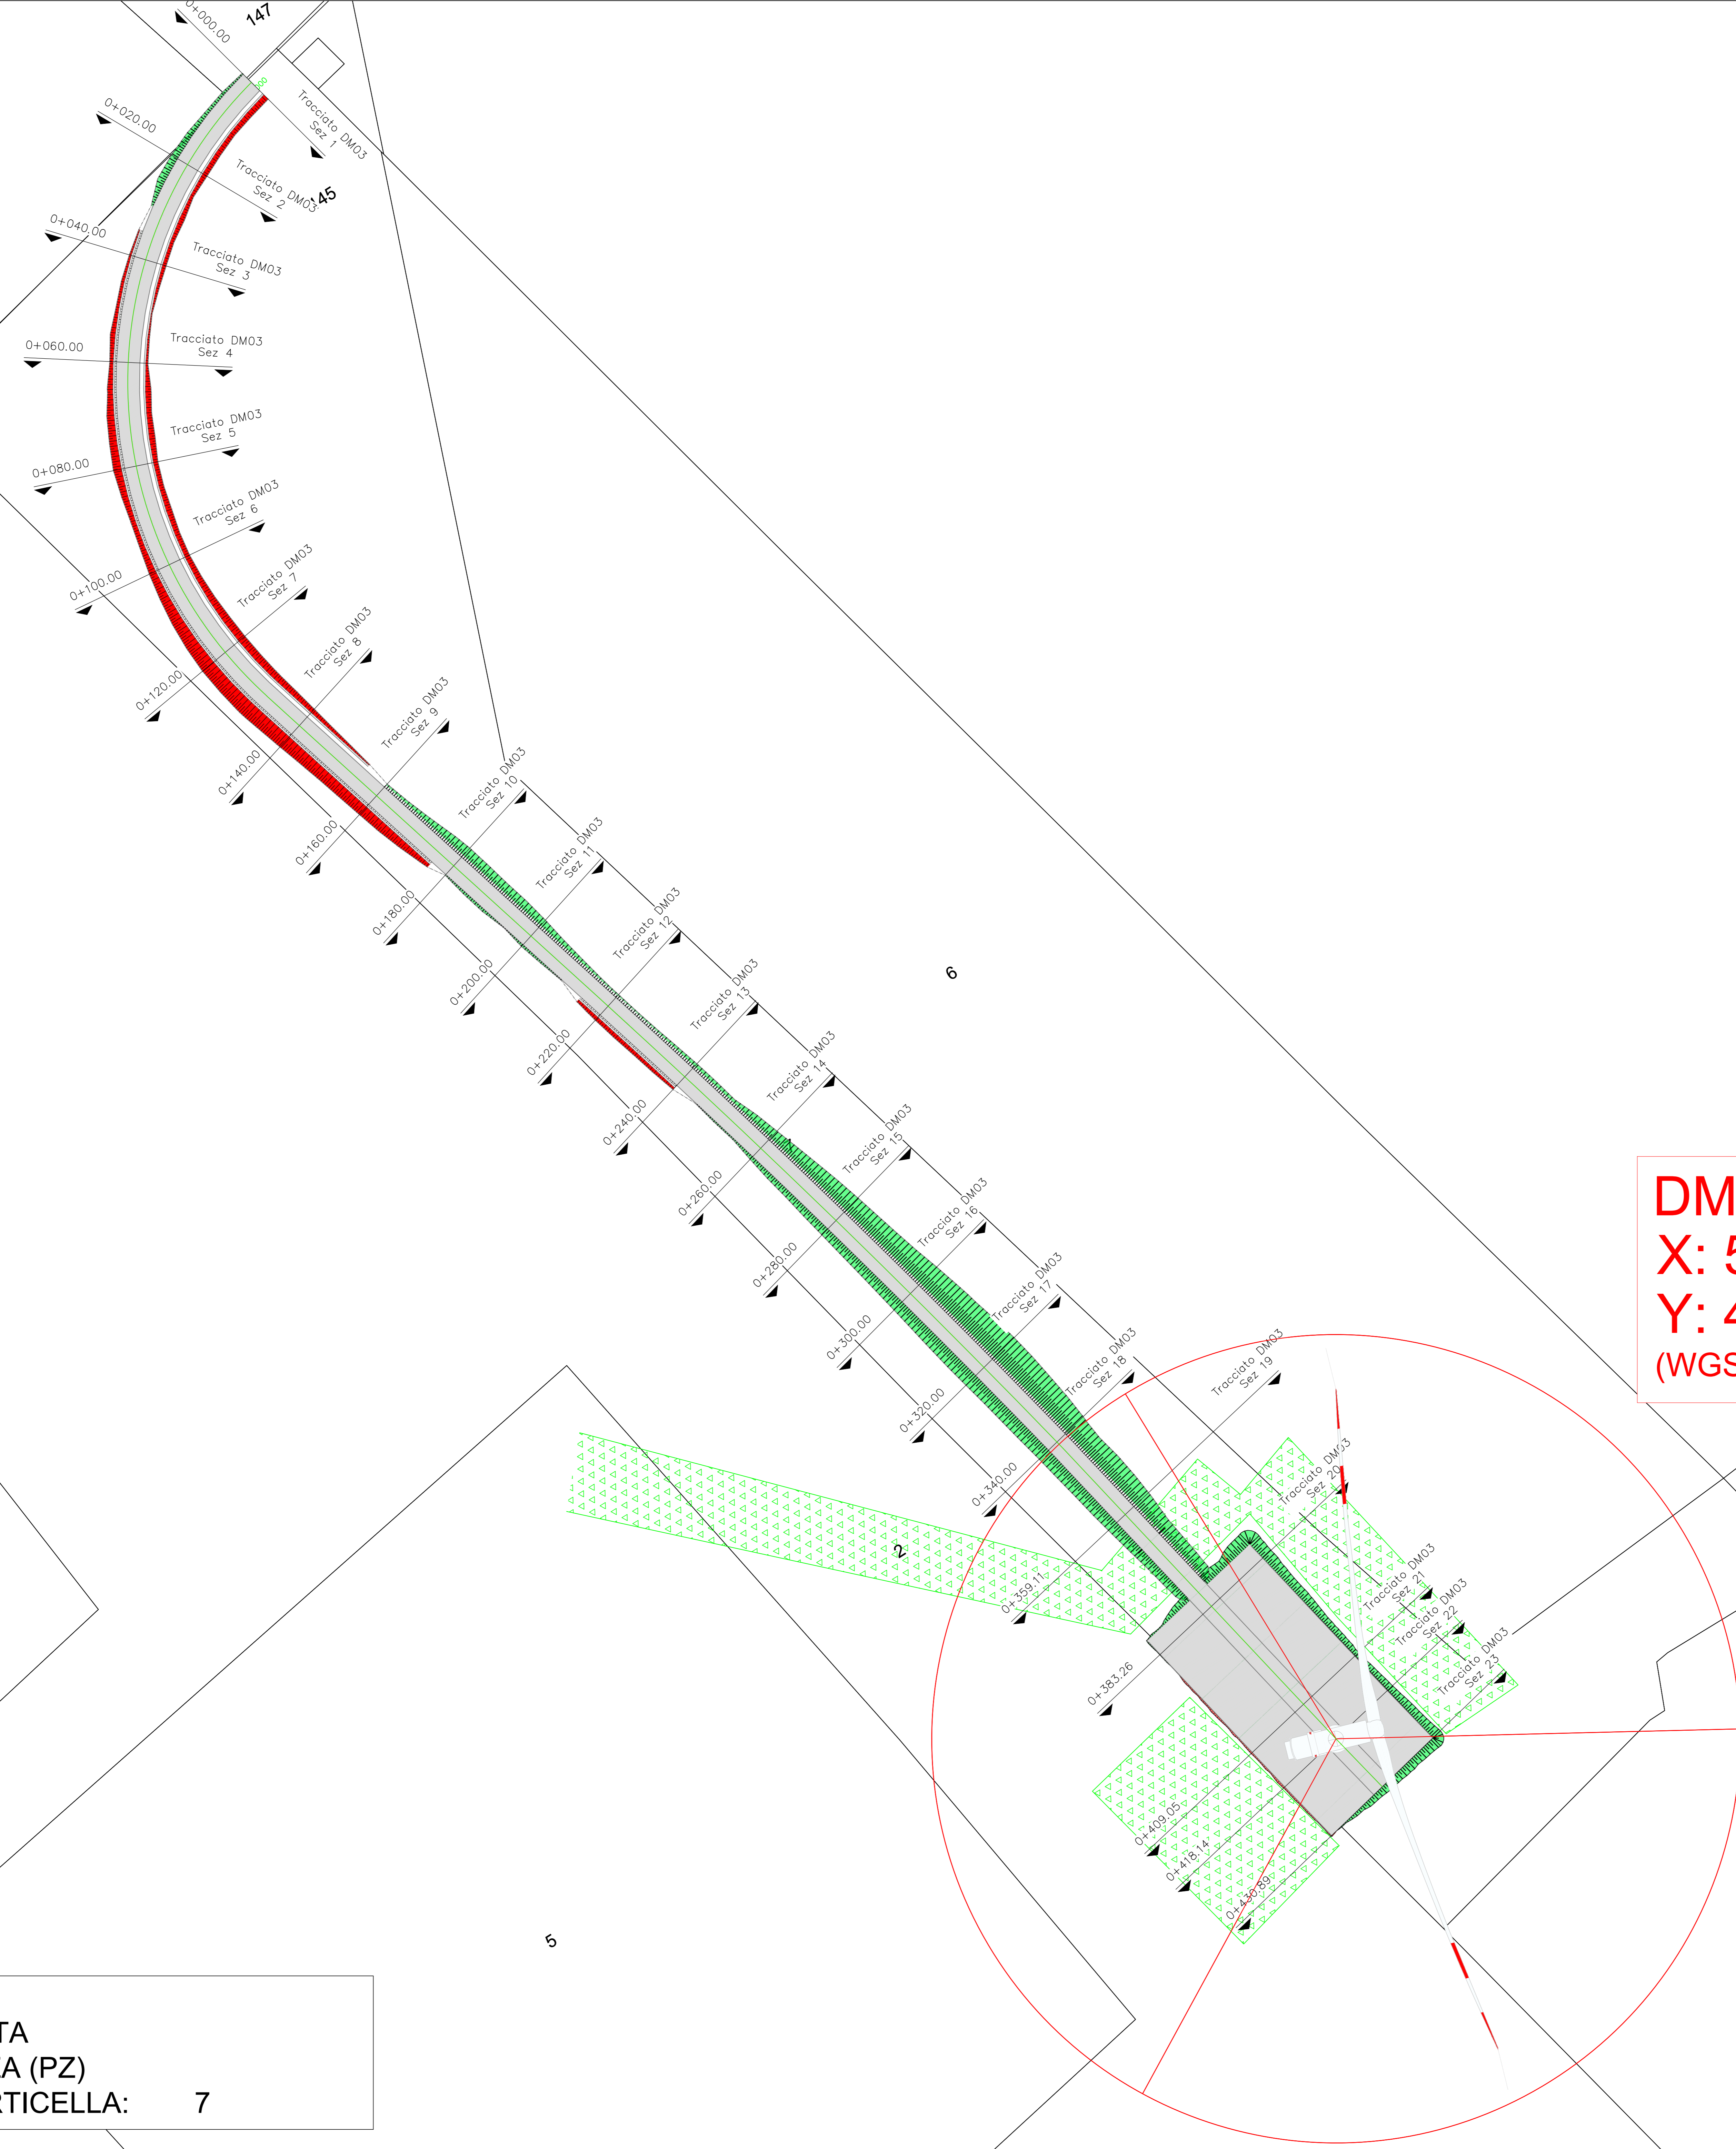 147
0+000.00
Tracciato DM03
Sez 1
0+020.00
Tracciato DM03
Sez 2
45
0+040.00
Tracciato DM03
Sez 3
0+060.00
Tracciato DM03
Sez 4
0+080.00
Tracciato DM03
Sez 5
0+100.00
Tracciato DM03
Sez 6
0+120.00
Tracciato DM03
Sez 7
0+140.00
Tracciato DM03
Sez 8
0+160.00
Tracciato DM03
Sez 9
0+180.00
Tracciato DM03
Sez 10
0+200.00
Tracciato DM03
Sez 11
0+220.00
Tracciato DM03
Sez 12
0+240.00
Tracciato DM03
Sez 13
0+260.00
Tracciato DM03
Sez 14
0+280.00
Tracciato DM03
Sez 15
0+300.00
Tracciato DM03
Sez 16
0+320.00
Tracciato DM03
Sez 17
0+340.00
Tracciato DM03
Sez 18
0+359.11
Tracciato DM03
Sez 19
0+383.26
Tracciato DM03
Sez 20
0+409.05
Tracciato DM03
Sez 21
0+418.14
Tracciato DM03
Sez 22
0+430.89
Tracciato DM03
Sez 23
6
2
5
DM
X: 5
Y: 4
(WGS
TA
ZA (PZ)
RTICELLA: 7